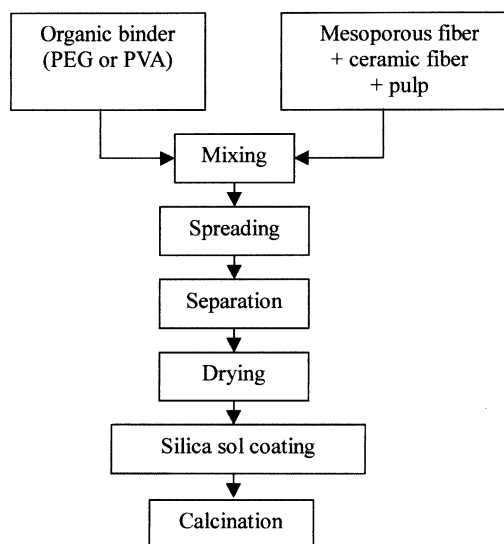 Organic binder
(PEG or PVA)
Mesoporous fiber
+ ceramic fiber
+ pulp
Mixing
Spreading
Separation
Drying
Silica sol coating
Calcination